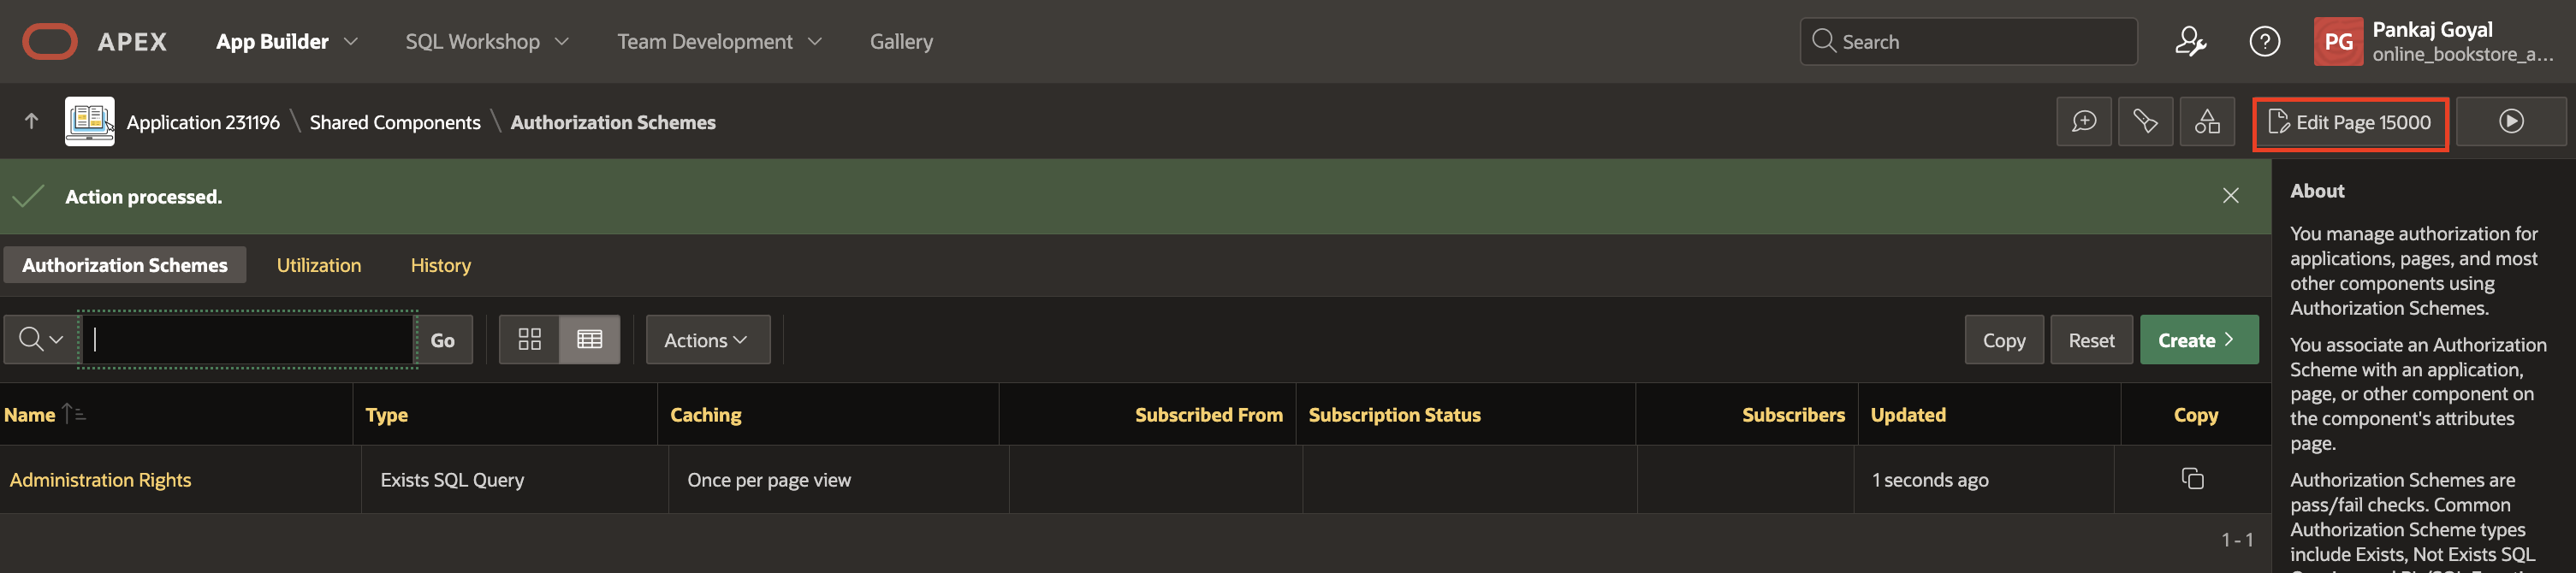 APEX
App Builder
SQL Workshop
Team Development
Gallery
Search
PG
Pankaj Goyal
online_bookstore_a...
Application 231196 \ Shared Components \ Authorization Schemes
Edit Page 15000
Action processed.
Authorization Schemes
Utilization
History
Go
Actions
Copy
Reset
Create
Name
Type
Caching
Subscribed From
Subscription Status
Subscribers
Updated
Copy
Administration Rights
Exists SQL Query
Once per page view
1 seconds ago
1 - 1
About
You manage authorization for
applications, pages, and most
other components using
Authorization Schemes.
You associate an Authorization
Scheme with an application,
page, or other component on
the component's attributes
page.
Authorization Schemes are
pass/fail checks. Common
Authorization Scheme types
include Exists, Not Exists SQL